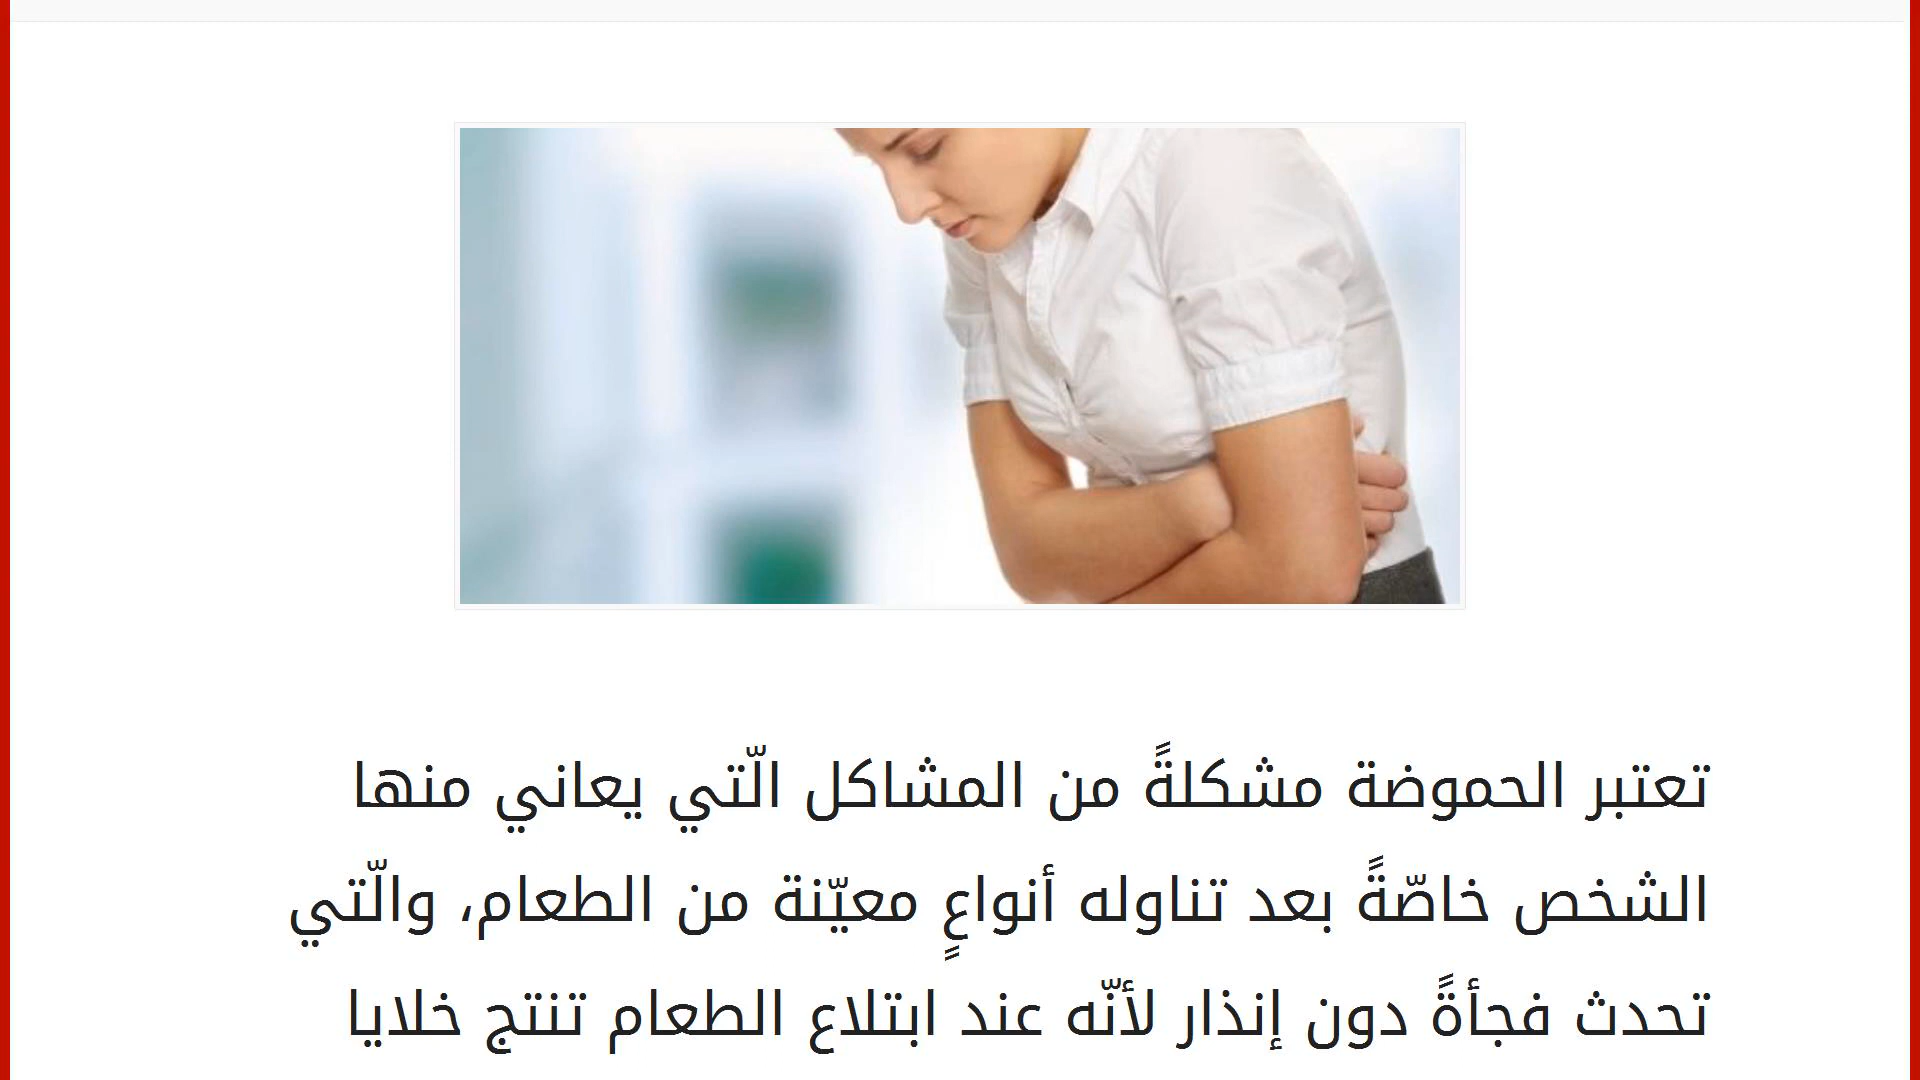 تعتبر الحموضة مشكلةً من المشاكل الّتي يعاني منها
الشخص خاصّةً بعد تناوله أنواعٍ معيّنة من الطعام، والّتي
تحدث فجأةً دون إنذار لأنّه عند ابتلاع الطعام تنتج خلايا